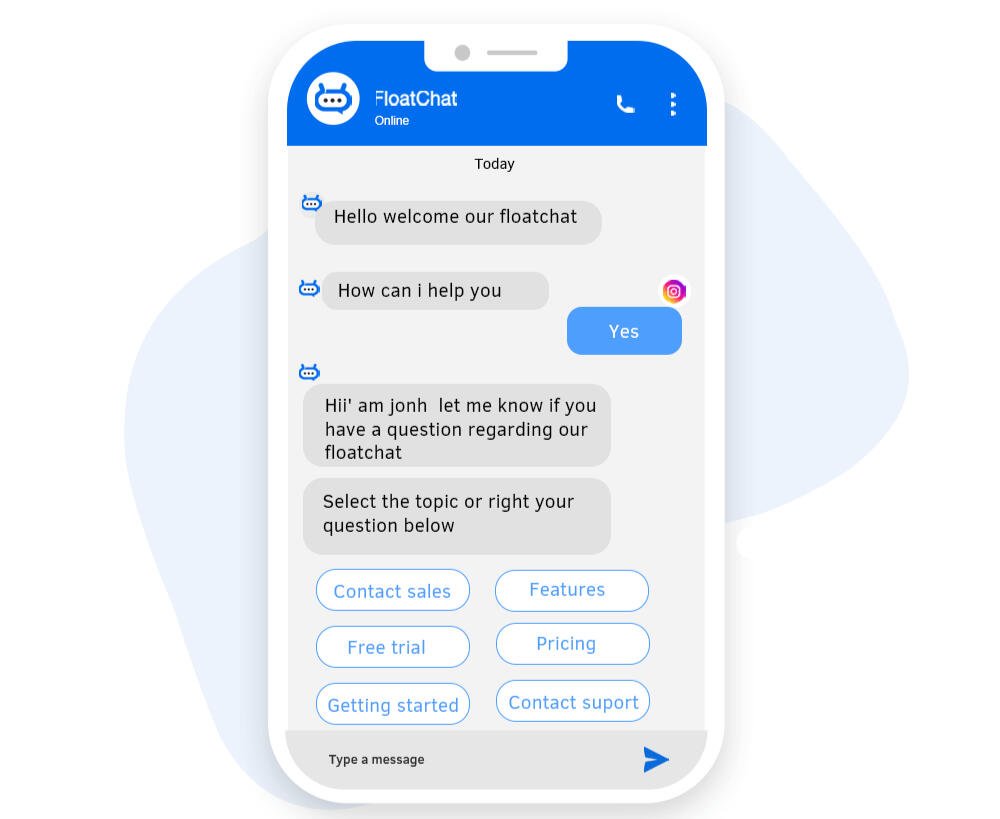 FloatChat
Online
Today
Hello welcome our floatchat
How can i help you
Yes
Hii' am jonh let me know if you
have a question regarding our
floatchat
Select the topic or right your
question below
Contact sales
Features
Free trial
Pricing
Getting started
Contact suport
Type a message